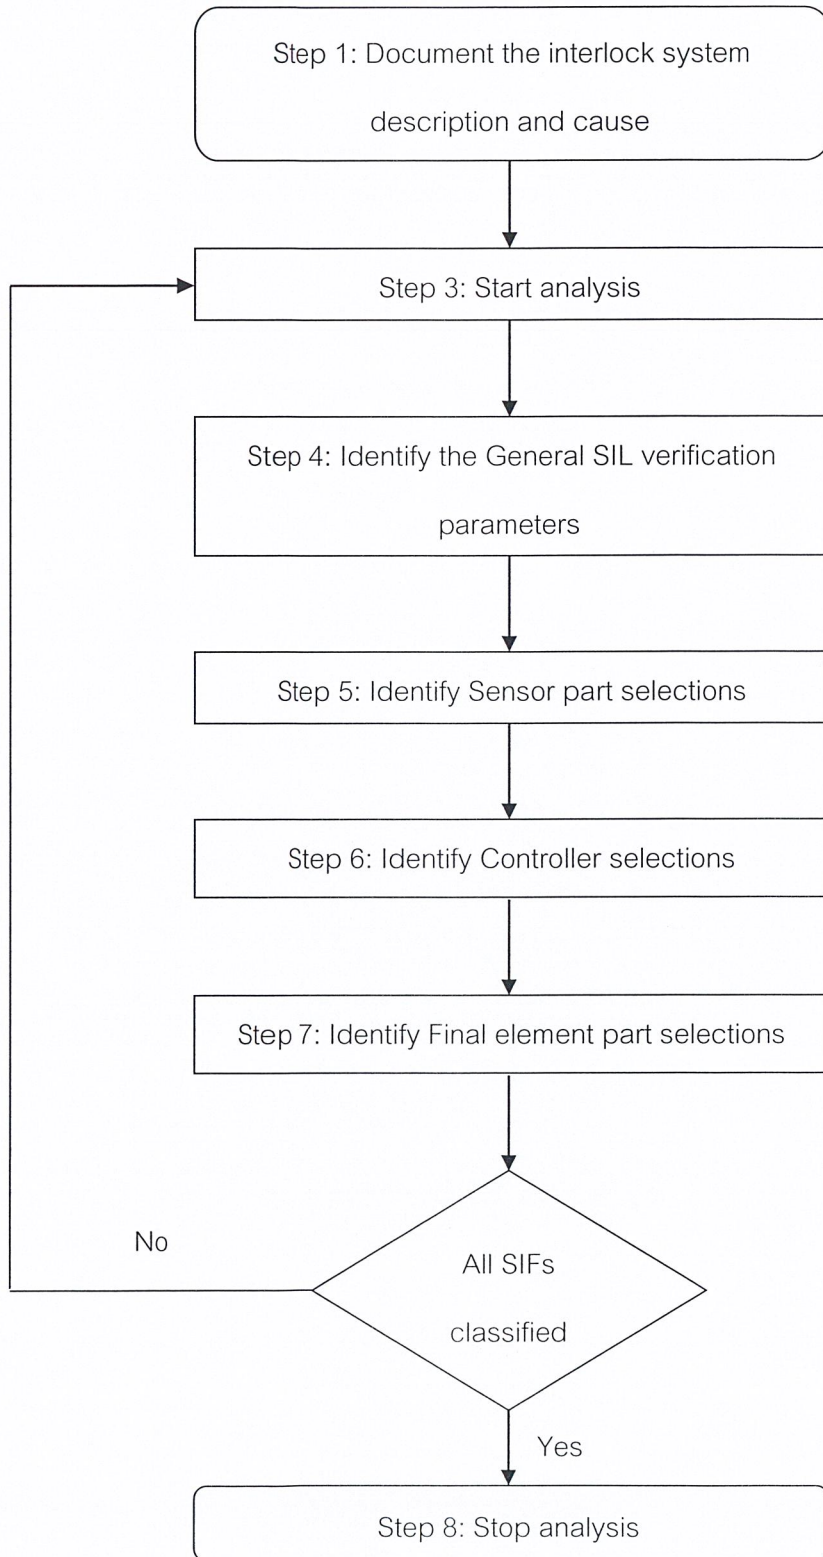 Step 1: Document the interlock system
description and cause
Step 3: Start analysis
Step 4: Identify the General SIL verification
parameters
Step 5: Identify Sensor part selections
Step 6: Identify Controller selections
Step 7: Identify Final element part selections
No
All SIFs
classified
Yes
Step 8: Stop analysis